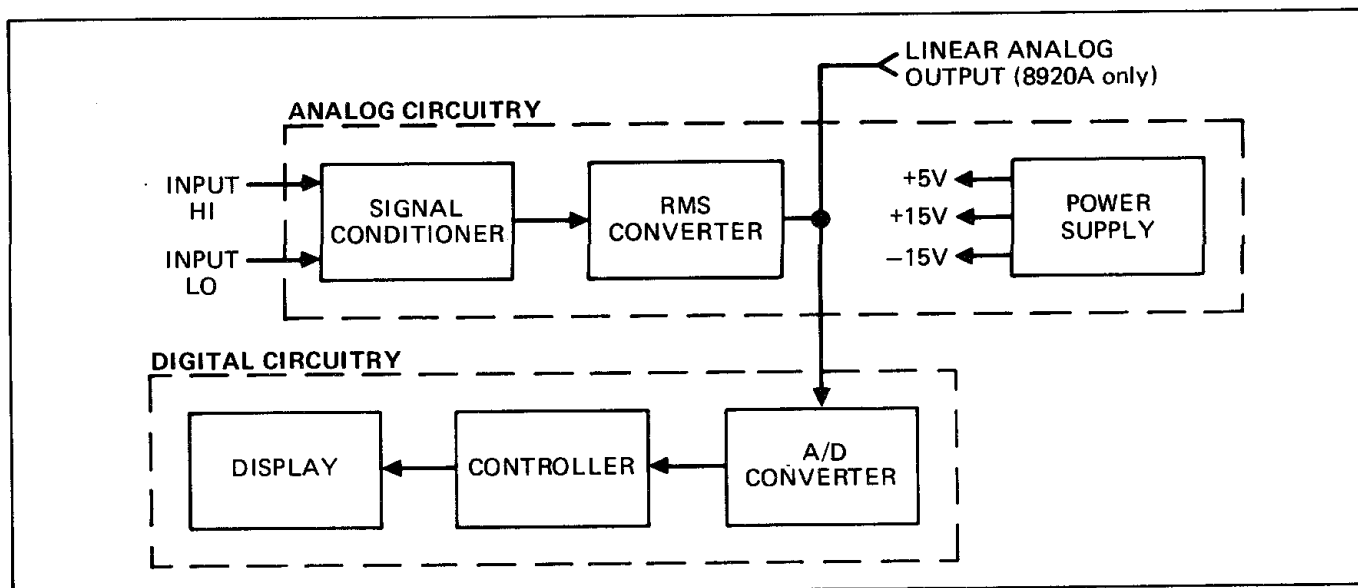 LINEAR ANALOG
OUTPUT (8920A only)
ANALOG CIRCUITRY
INPUT
HI
INPUT
LO
SIGNAL
CONDITIONER
RMS
CONVERTER
+5V
+15V
−15V
POWER
SUPPLY
DIGITAL CIRCUITRY
DISPLAY
CONTROLLER
A/D
CONVERTER